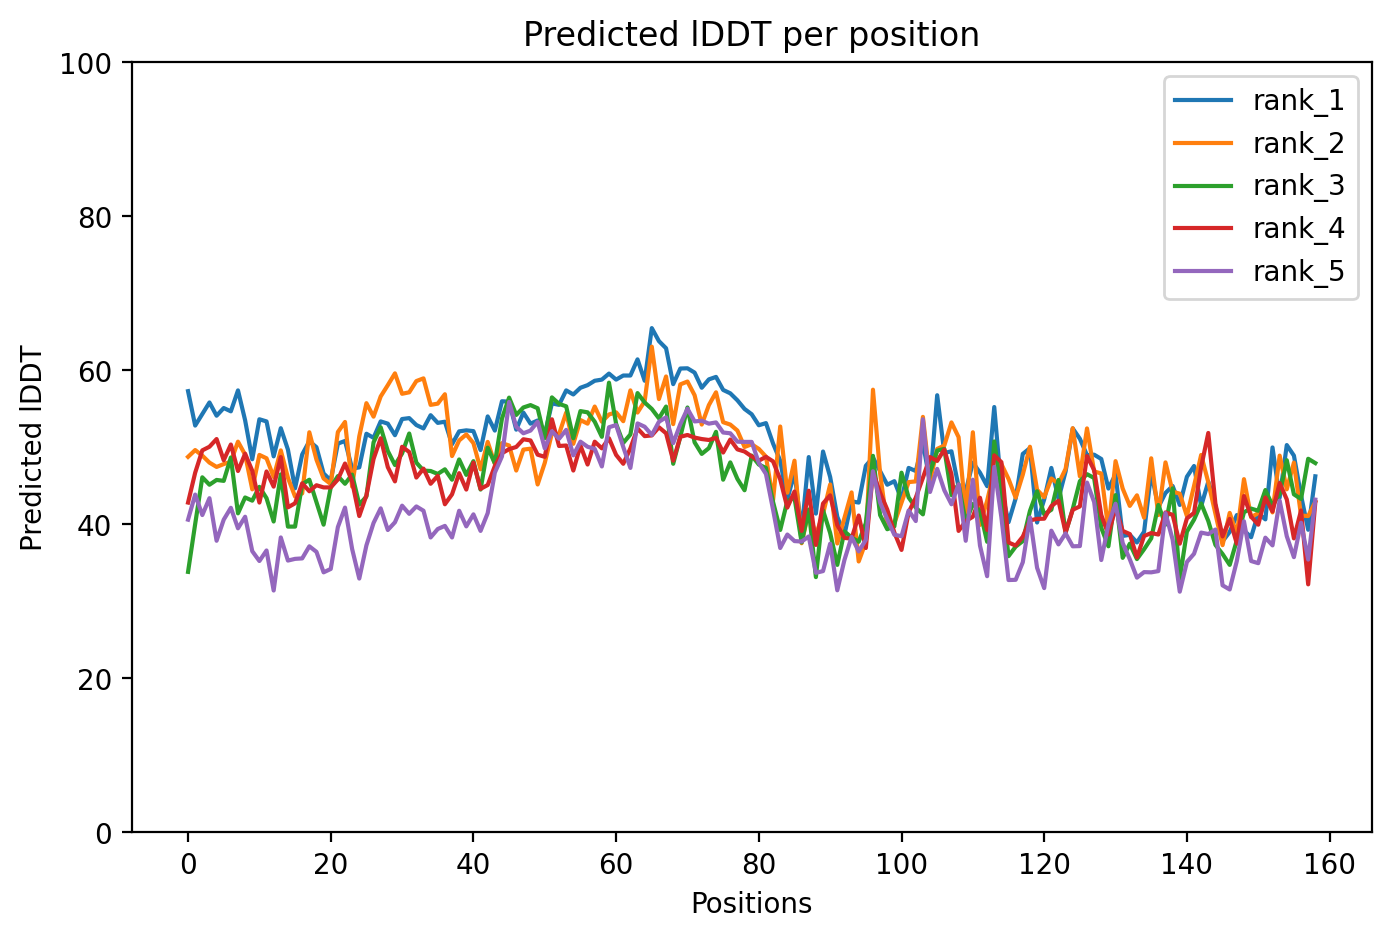 Predicted lDDT per position
100
80
60
40
20
0
Predicted lDDT
rank_1
rank_2
rank_3
rank_4
rank_5
0 20 40 60 80 100 120 140 160
Positions